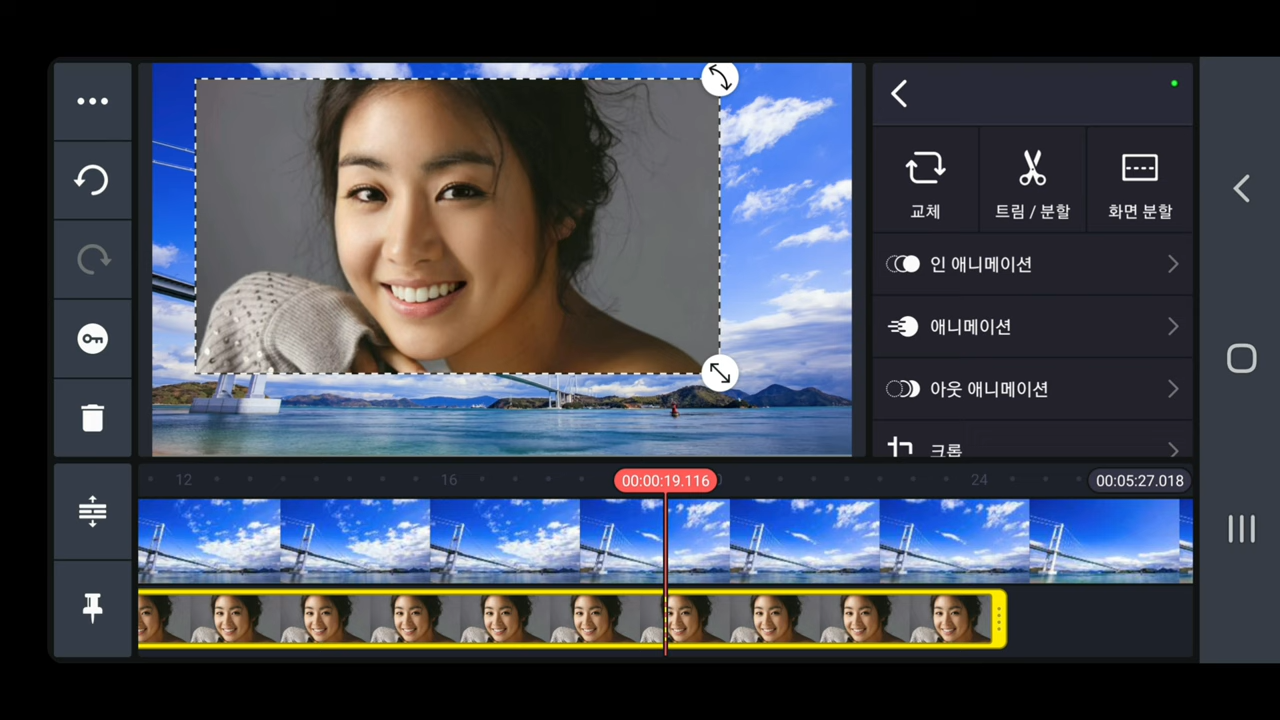 교체
트림 / 분할
화면 분할
인 애니메이션
애니메이션
아웃 애니메이션
크롭
12
16
00:00:19.116
24
00:05:27.018